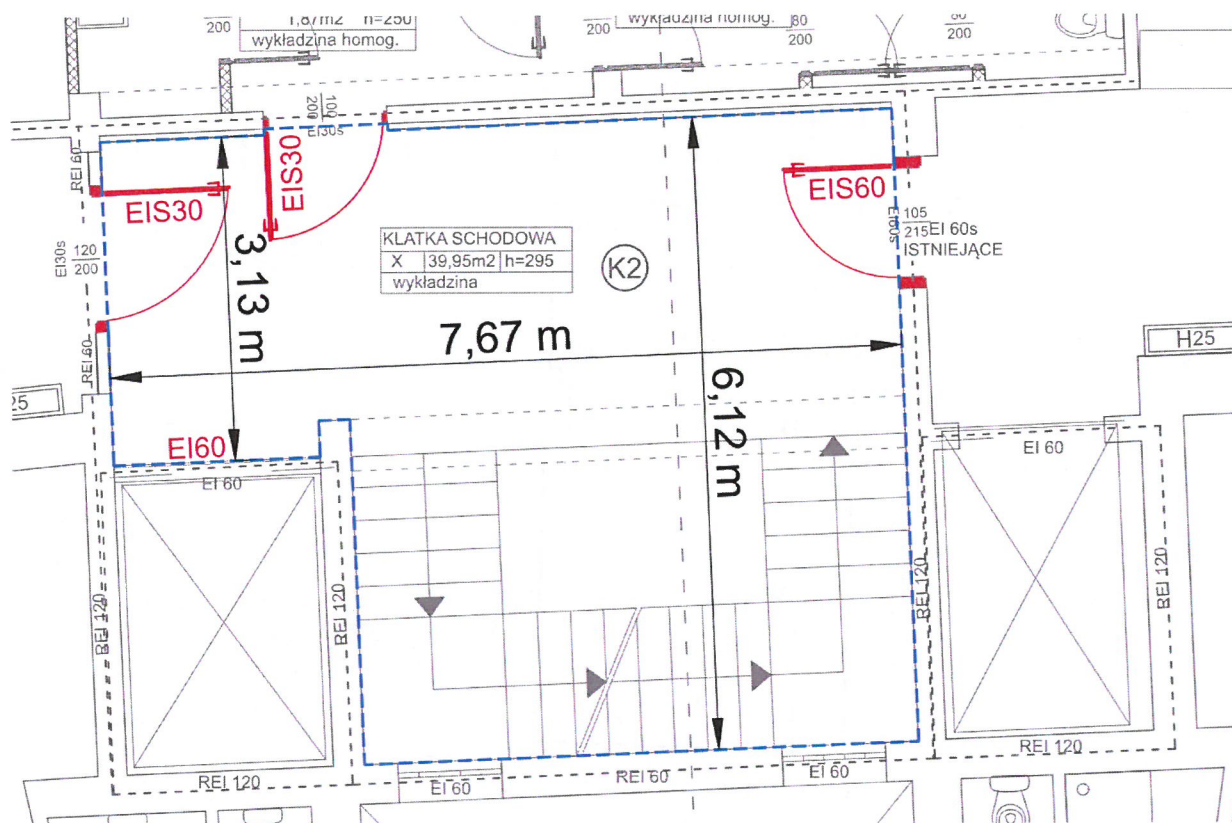 200
1,87m2 h=250
wykładzina homog.
200
wykładzina homog.
80
200
80
200
100
200
EI30s
REI 60
EIS30
EIS30
EIS60
EI30s
120
200
3,13 m
KLATKA SCHODOWA
X 39,95m2 h=295
wykładzina
K2
EI60s
105
215
EI 60s
ISTNIEJĄCE
7,67 m
REI 60
H25
25
6,12 m
EI60
EI 60
EI 60
REI 120
REI 120
REI 120
REI 120
REI 120
REI 60
REI 120
EI 60
EI 60